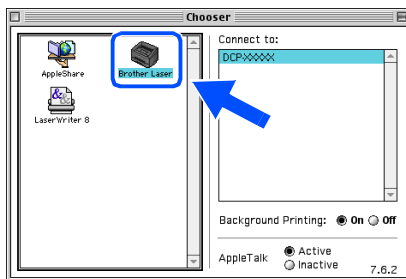 Chooser
AppleShare
Brother Laser
LaserWriter 8
Connect to:
DCPXXXXX
Background Printing: On Off
AppleTalk Active
Inactive
7.6.2